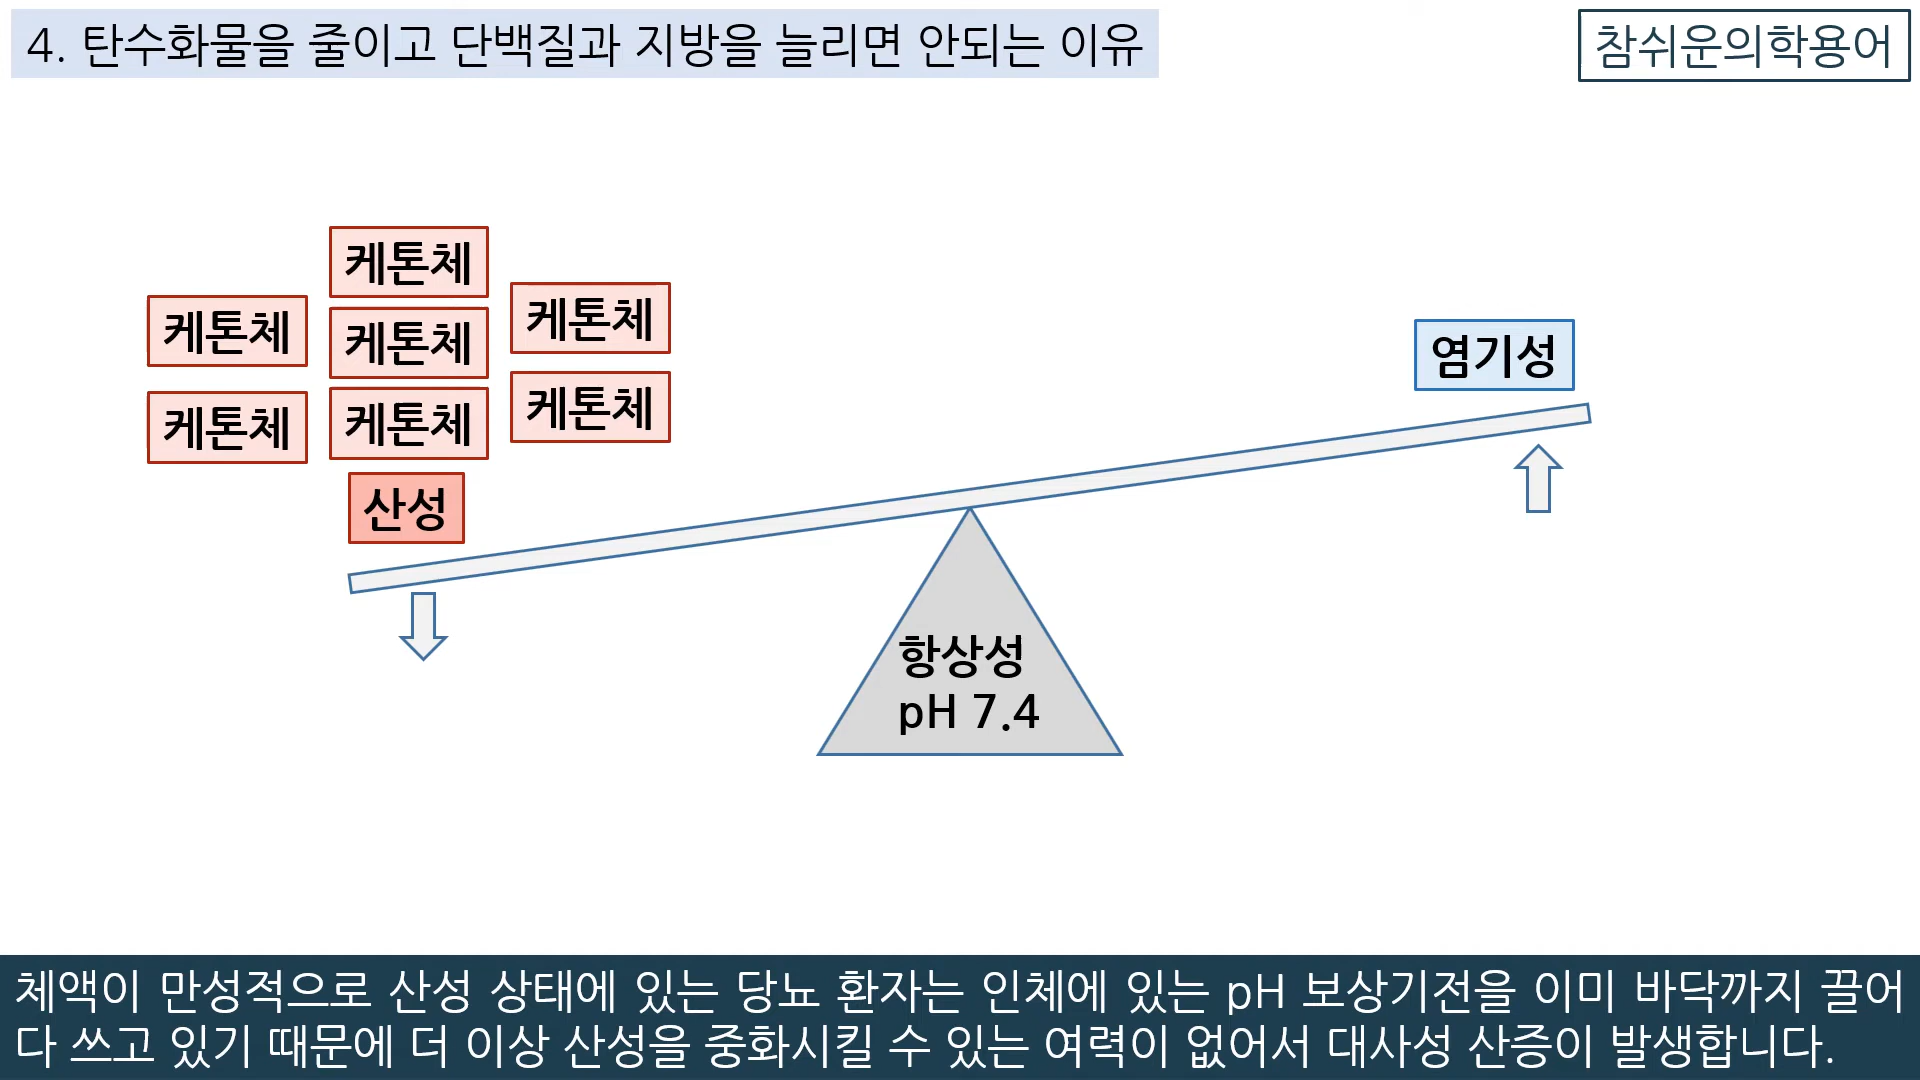 4. 탄수화물을 줄이고 단백질과 지방을 늘리면 안되는 이유
참쉬운의학용어
케톤체
케톤체
케톤체
케톤체
케톤체
케톤체
케톤체
산성
염기성
항상성
pH 7.4
체액이 만성적으로 산성 상태에 있는 당뇨 환자는 인체에 있는 pH 보상기전을 이미 바닥까지 끌어
다 쓰고 있기 때문에 더 이상 산성을 중화시킬 수 있는 여력이 없어서 대사성 산증이 발생합니다.